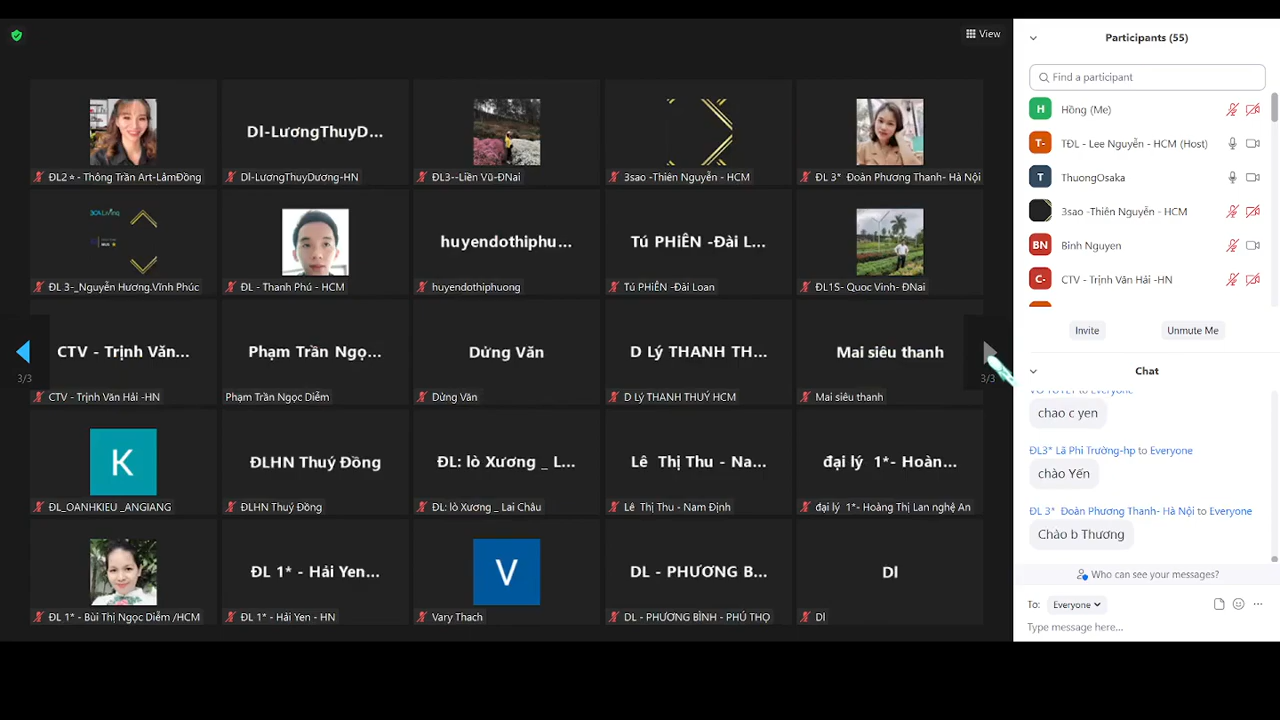 View
Dl-LươngThuyD...
ĐL2⭐ - Thông Trần Art-LâmĐồng
Dl-LươngThuyDương-HN
ĐL3--Liền Vũ-ĐNai
3sao -Thiên Nguyễn - HCM
ĐL 3* Đoàn Phương Thanh- Hà Nội
huyendothiphu...
Tú PHiÊN -Đài L...
ĐL 3-_Nguyễn Hương.Vĩnh Phúc
ĐL - Thanh Phú - HCM
huyendothiphuong
Tú PHiÊN -Đài Loan
ĐL1S- Quoc Vinh- ĐNai
CTV - Trịnh Văn...
Phạm Trần Ngọ...
Dửng Văn
D Lý THANH TH...
Mai siêu thanh
3/3
3/3
CTV - Trịnh Văn Hải -HN
Phạm Trần Ngọc Diễm
Dửng Văn
D Lý THANH THUÝ HCM
Mai siêu thanh
K
ĐLHN Thuý Đồng
ĐL: lò Xương _ L...
Lê Thị Thu - Na...
đại lý 1*- Hoàn...
ĐL_OANHKIEU _ANGIANG
ĐLHN Thuý Đồng
ĐL: lò Xương _ Lai Châu
Lê Thị Thu - Nam Định
đại lý 1*- Hoàng Thị Lan nghệ An
ĐL 1* - Hải Yen...
V
DL - PHƯƠNG B...
Dl
ĐL 1* - Bùi Thị Ngọc Diễm /HCM
ĐL 1* - Hải Yen - HN
Vary Thach
DL - PHƯƠNG BÌNH - PHÚ THỌ
Dl
Participants (55)
Find a participant
H Hồng (Me)
T- TĐL - Lee Nguyễn - HCM (Host)
T ThuongOsaka
3sao -Thiên Nguyễn - HCM
BN Binh Nguyen
C- CTV - Trịnh Văn Hải -HN
Invite
Unmute Me
Chat
chao c yen
ĐL3* Lã Phi Trường-hp to Everyone
chào Yến
ĐL 3* Đoàn Phương Thanh- Hà Nội to Everyone
Chào b Thương
Who can see your messages?
To: Everyone
Type message here...